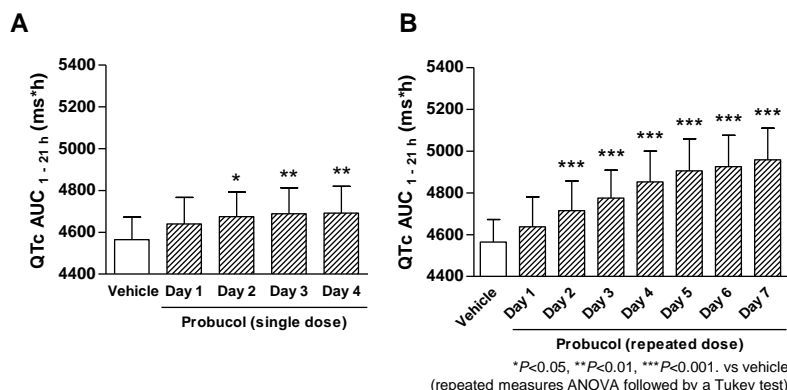 A
QTc AUC 1 - 21 h (ms*h)
5400
5200
5000
4800
4600
4400
*
**
**
Vehicle Day 1 Day 2 Day 3 Day 4
Probucol (single dose)
B
QTc AUC 1 - 21 h (ms*h)
5400
5200
5000
4800
4600
4400
***
***
***
***
***
***
Vehicle Day 1 Day 2 Day 3 Day 4 Day 5 Day 6 Day 7
Probucol (repeated dose)
*P<0.05, **P<0.01, ***P<0.001. vs vehicle
(repeated measures ANOVA followed by a Tukey test)